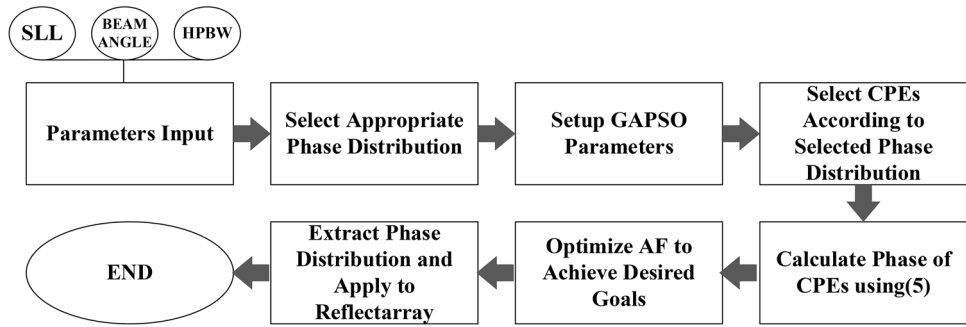 SLL
BEAM
ANGLE
HPBW
Parameters Input
Select Appropriate
Phase Distribution
Setup GAPSO
Parameters
Select CPEs
According to
Selected Phase
Distribution
Calculate Phase of
CPEs using(5)
Optimize AF to
Achieve Desired
Goals
Extract Phase
Distribution and
Apply to
Reflectarray
END